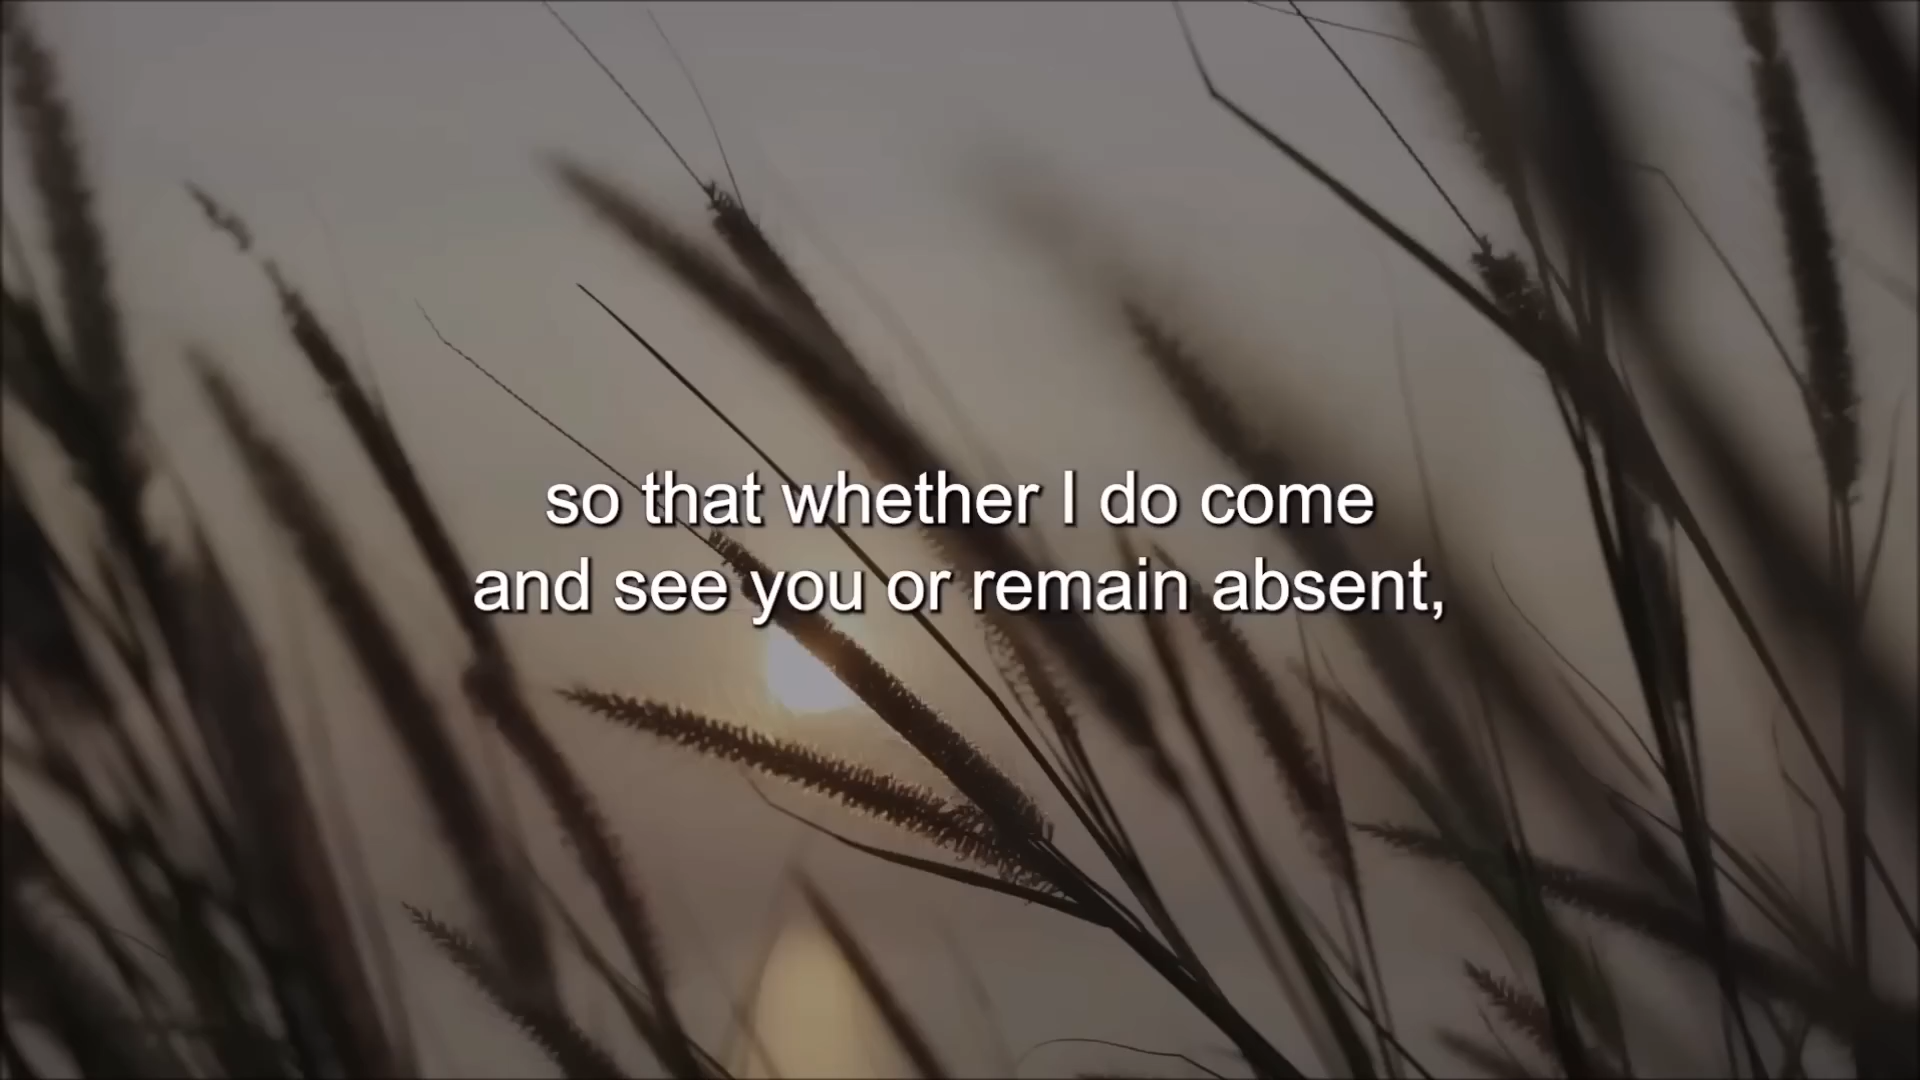 so that whether I do come
and see you or remain absent,